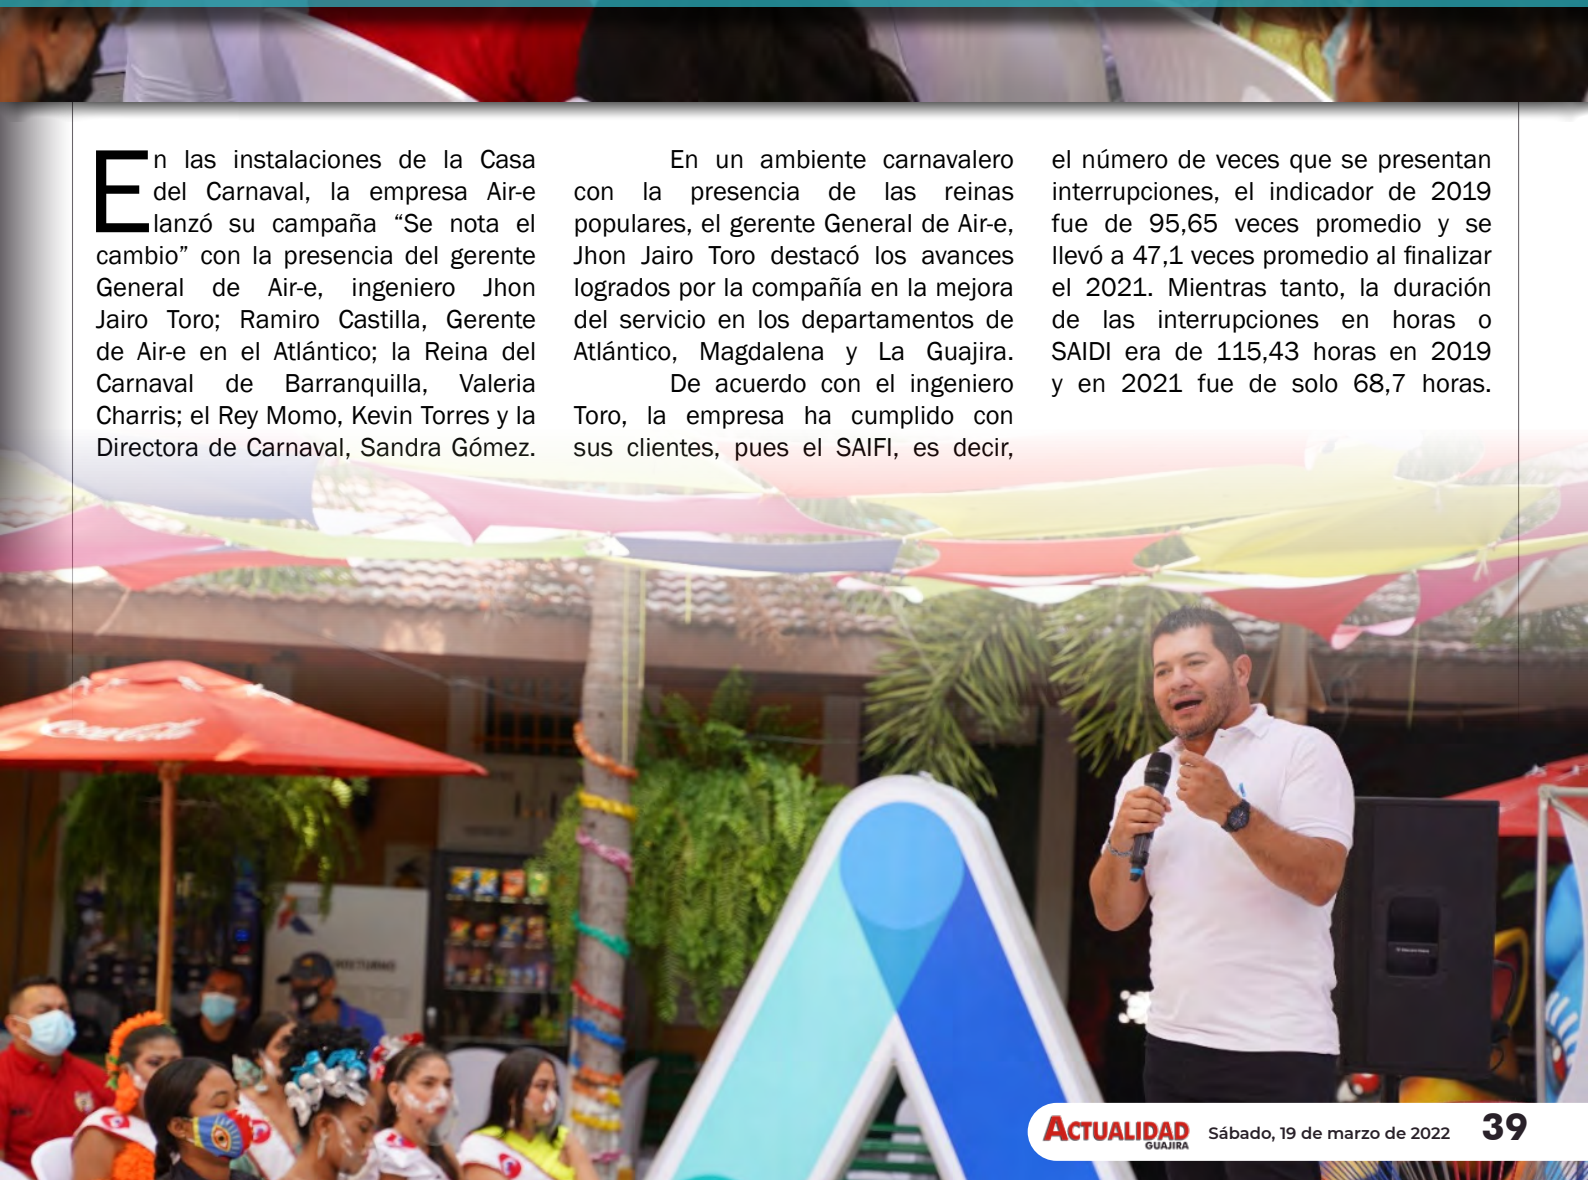 En las instalaciones de la Casa
del Carnaval, la empresa Air-e
lanzó su campaña “Se nota el
cambio” con la presencia del gerente
General de Air-e, ingeniero Jhon
Jairo Toro; Ramiro Castilla, Gerente
de Air-e en el Atlántico; la Reina del
Carnaval de Barranquilla, Valeria
Charris; el Rey Momo, Kevin Torres y la
Directora de Carnaval, Sandra Gómez.
En un ambiente carnavalero
con la presencia de las reinas
populares, el gerente General de Air-e,
Jhon Jairo Toro destacó los avances
logrados por la compañía en la mejora
del servicio en los departamentos de
Atlántico, Magdalena y La Guajira.
De acuerdo con el ingeniero
Toro, la empresa ha cumplido con
sus clientes, pues el SAIFI, es decir,
el número de veces que se presentan
interrupciones, el indicador de 2019
fue de 95,65 veces promedio y se
llevó a 47,1 veces promedio al finalizar
el 2021. Mientras tanto, la duración
de las interrupciones en horas o
SAIDI era de 115,43 horas en 2019
y en 2021 fue de solo 68,7 horas.
Coca-Cola
ACTUALIDAD
GUAJIRA
Sábado, 19 de marzo de 2022
39